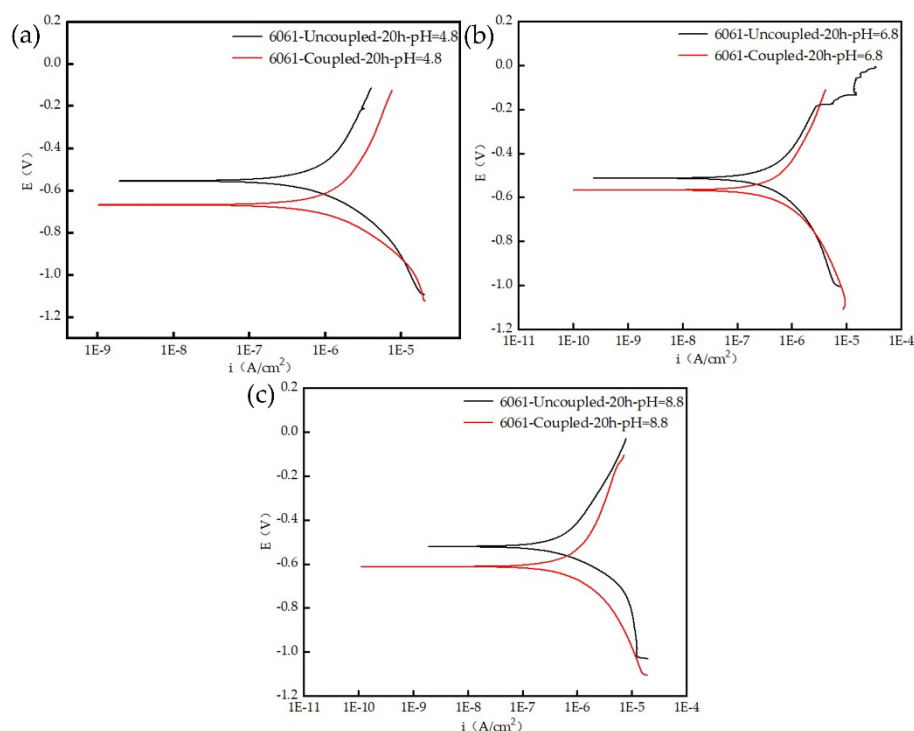 (a)
6061-Uncoupled-20h-pH=4.8
6061-Coupled-20h-pH=4.8
0.2
0.0
-0.2
-0.4
-0.6
-0.8
-1.0
-1.2
E (V)
1E-9 1E-8 1E-7 1E-6 1E-5
i (A/cm²)
(b)
6061-Uncoupled-20h-pH=6.8
6061-Coupled-20h-pH=6.8
0.2
0.0
-0.2
-0.4
-0.6
-0.8
-1.0
-1.2
E (V)
1E-11 1E-10 1E-9 1E-8 1E-7 1E-6 1E-5 1E-4
i (A/cm²)
(c)
6061-Uncoupled-20h-pH=8.8
6061-Coupled-20h-pH=8.8
0.2
0.0
-0.2
-0.4
-0.6
-0.8
-1.0
-1.2
E (V)
1E-11 1E-10 1E-9 1E-8 1E-7 1E-6 1E-5 1E-4
i (A/cm²)